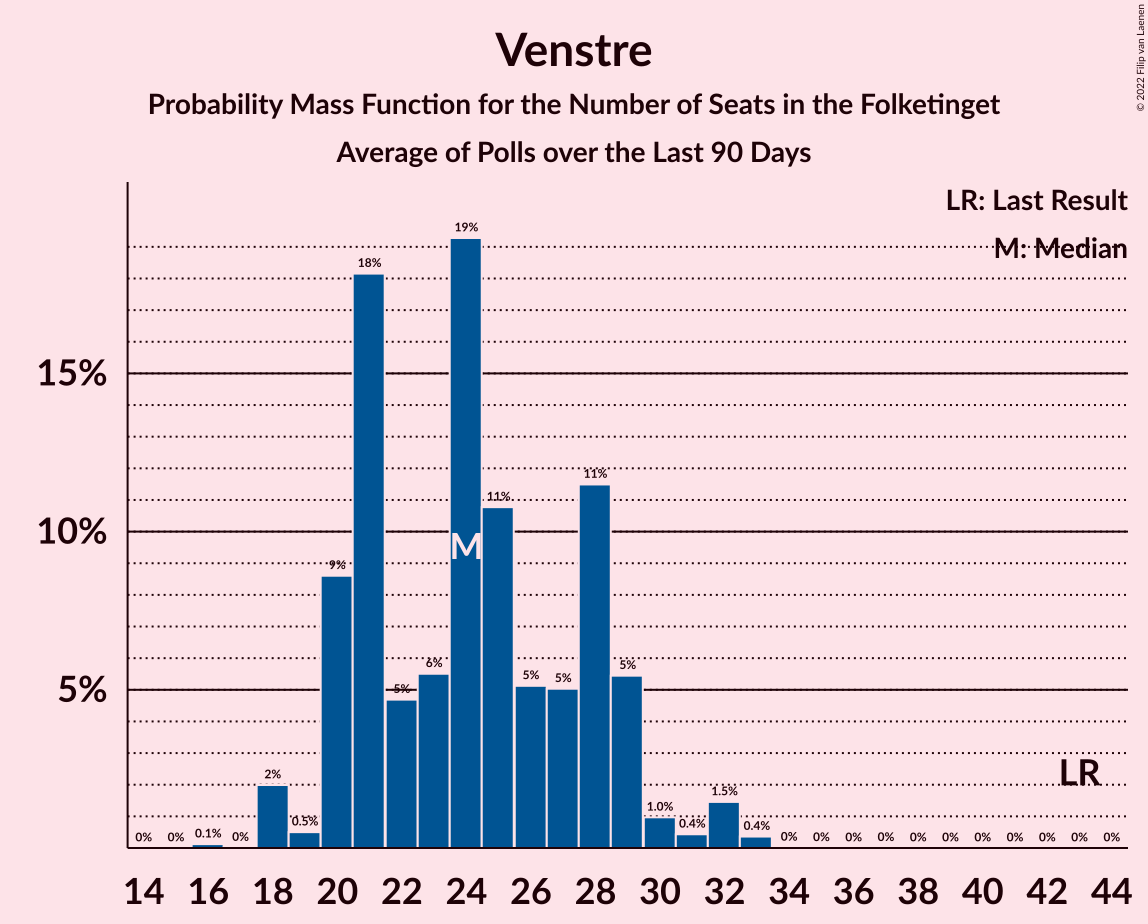 © 2022 Filip van Laenen
Venstre
Probability Mass Function for the Number of Seats in the Folketinget
Average of Polls over the Last 90 Days
LR: Last Result
M: Median
19%
18%
15%
11%
11%
10%
M
9%
6%
5%
5%
5%
5%
5%
LR
2%
1.5%
1.0%
0.5%
0.4%
0.4%
0.1%
0% 0% 0% 0% 0% 0% 0% 0% 0% 0% 0% 0% 0% 0%
14 16 18 20 22 24 26 28 30 32 34 36 38 40 42 44